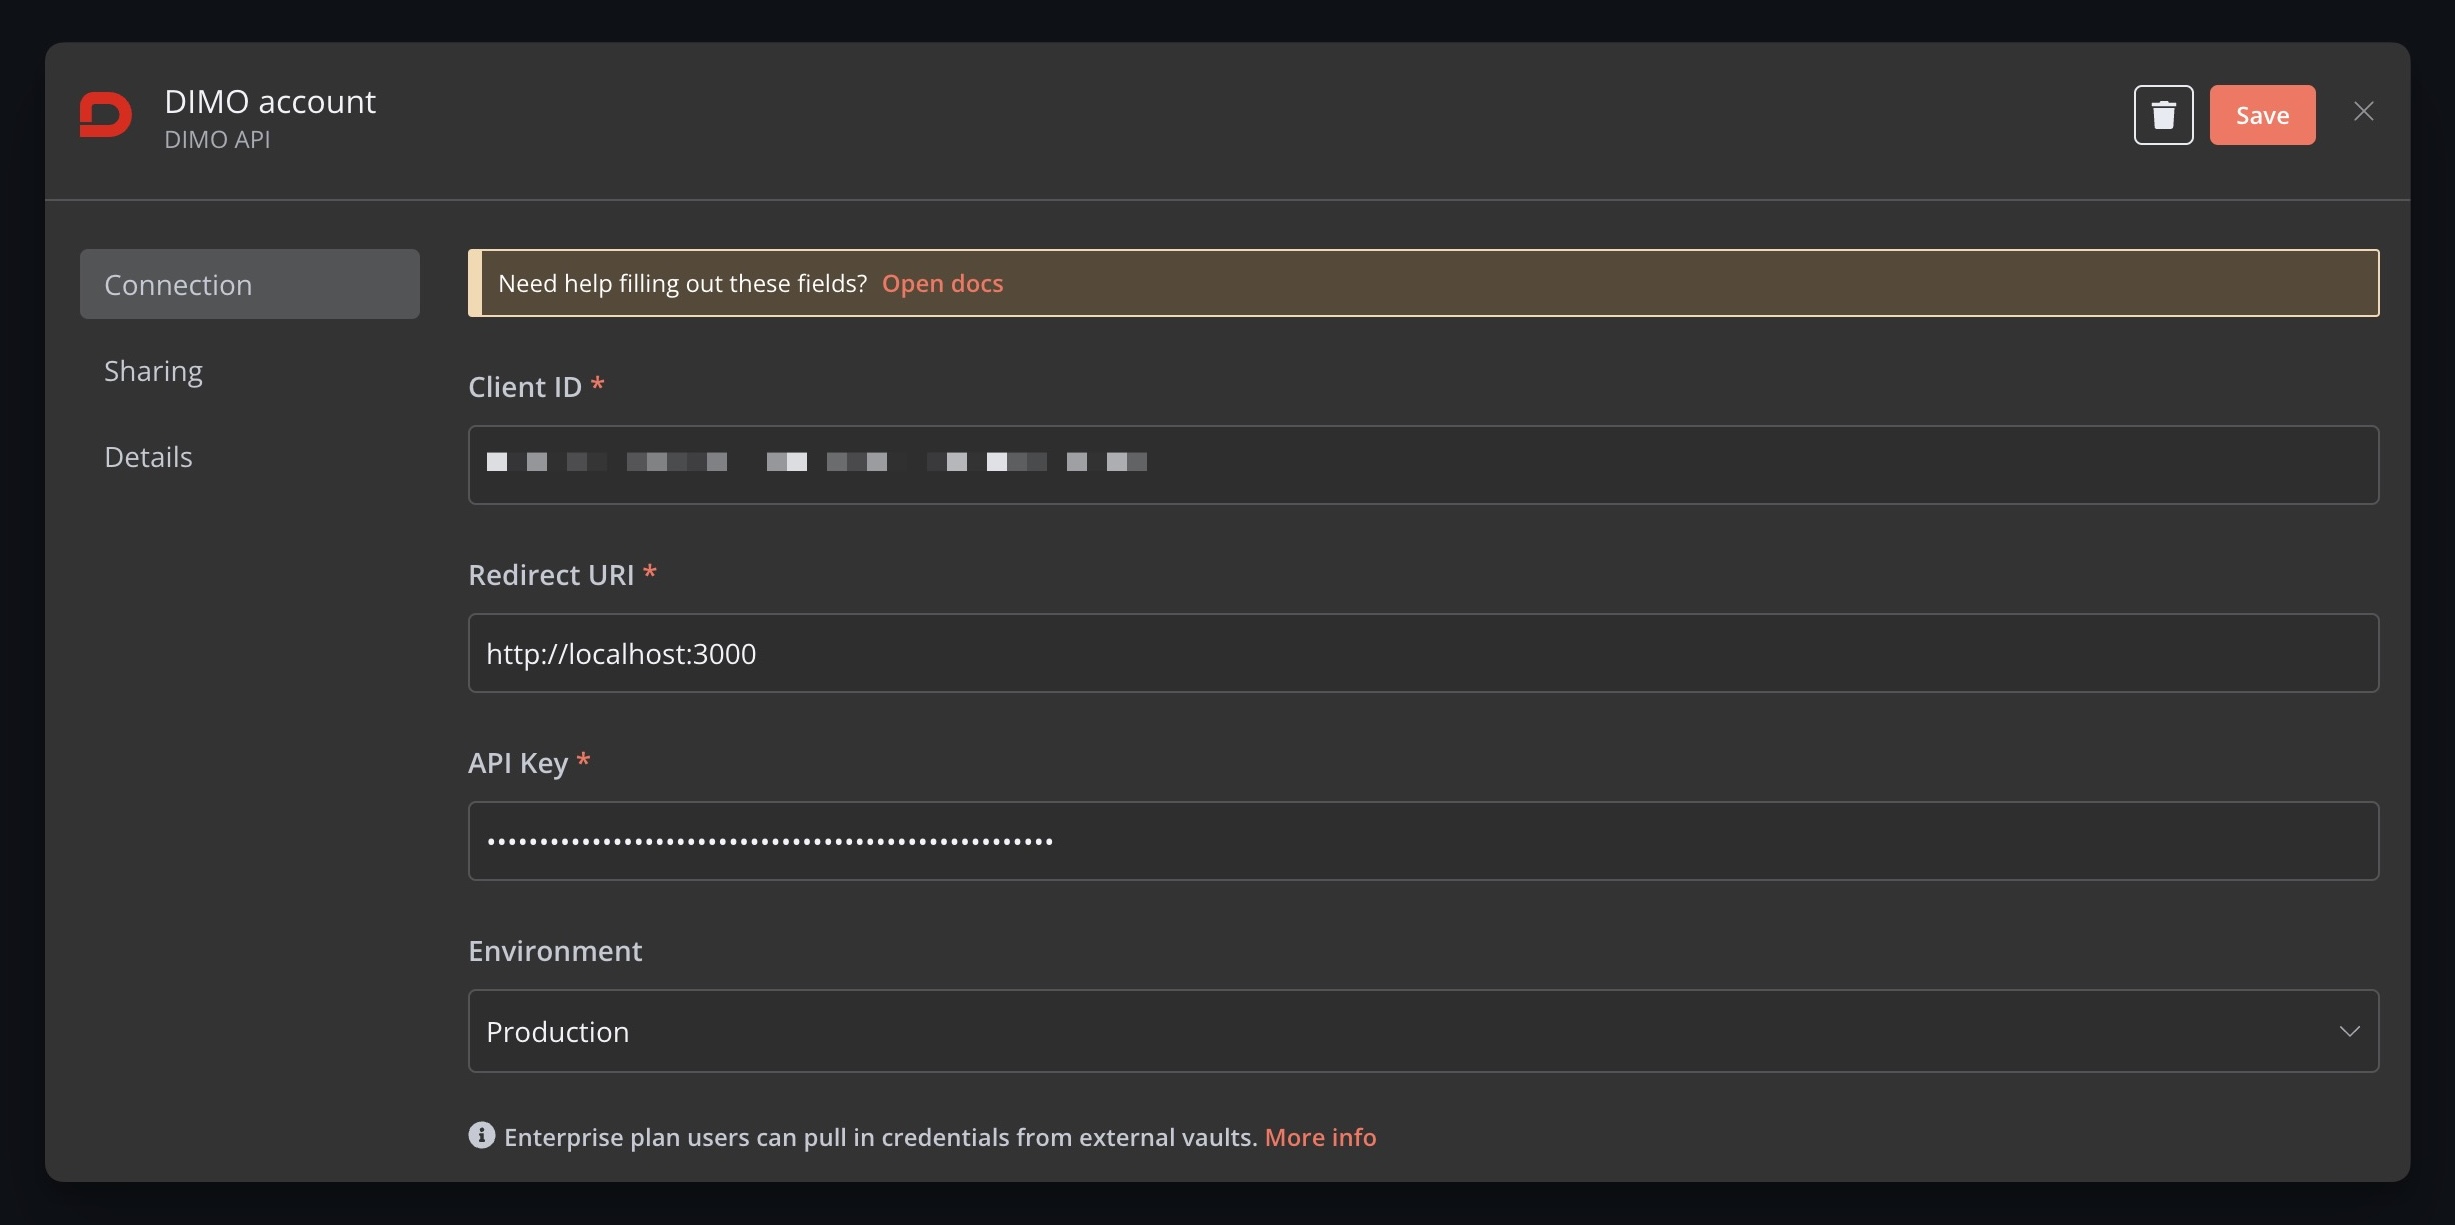 DIMO account
DIMO API
Save
Connection
Sharing
Details
Need help filling out these fields? Open docs
Client ID *
Redirect URI *
http://localhost:3000
API Key *
Environment
Production
Enterprise plan users can pull in credentials from external vaults. More info